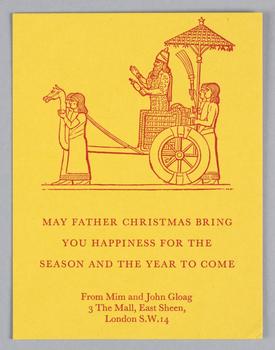 MAY FATHER CHRISTMAS BRING
YOU HAPPINESS FOR THE
SEASON AND THE YEAR TO COME
From Mim and John Gloag
3 The Mall, East Sheen,
London S.W.14